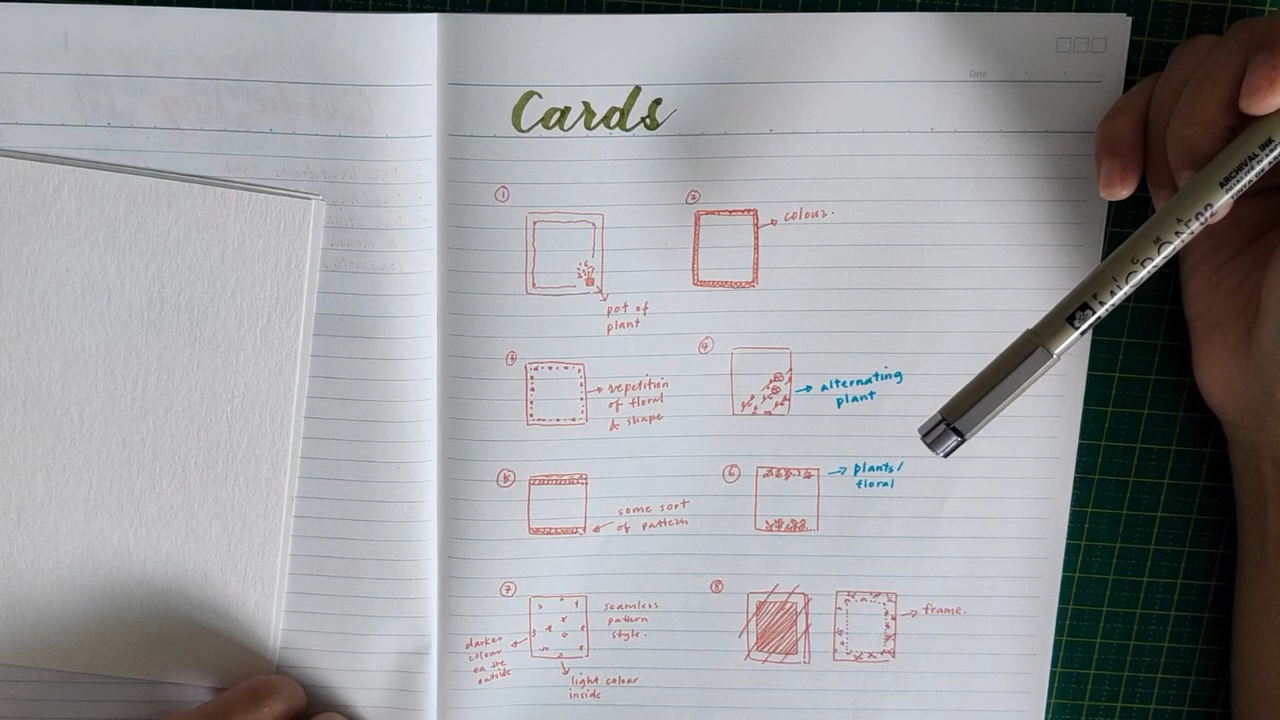 Date
Cards
1
2
colour.
pot of
plant
3
repetition
of floral
& shape
4
alternating
plant
5
some sort
of pattern
6
plants/
floral
7
seamless
pattern
style.
darker
colour
on the
outside
light colour
inside
8
frame.
ARCHIVAL INK
PIGMA
MICRON 02